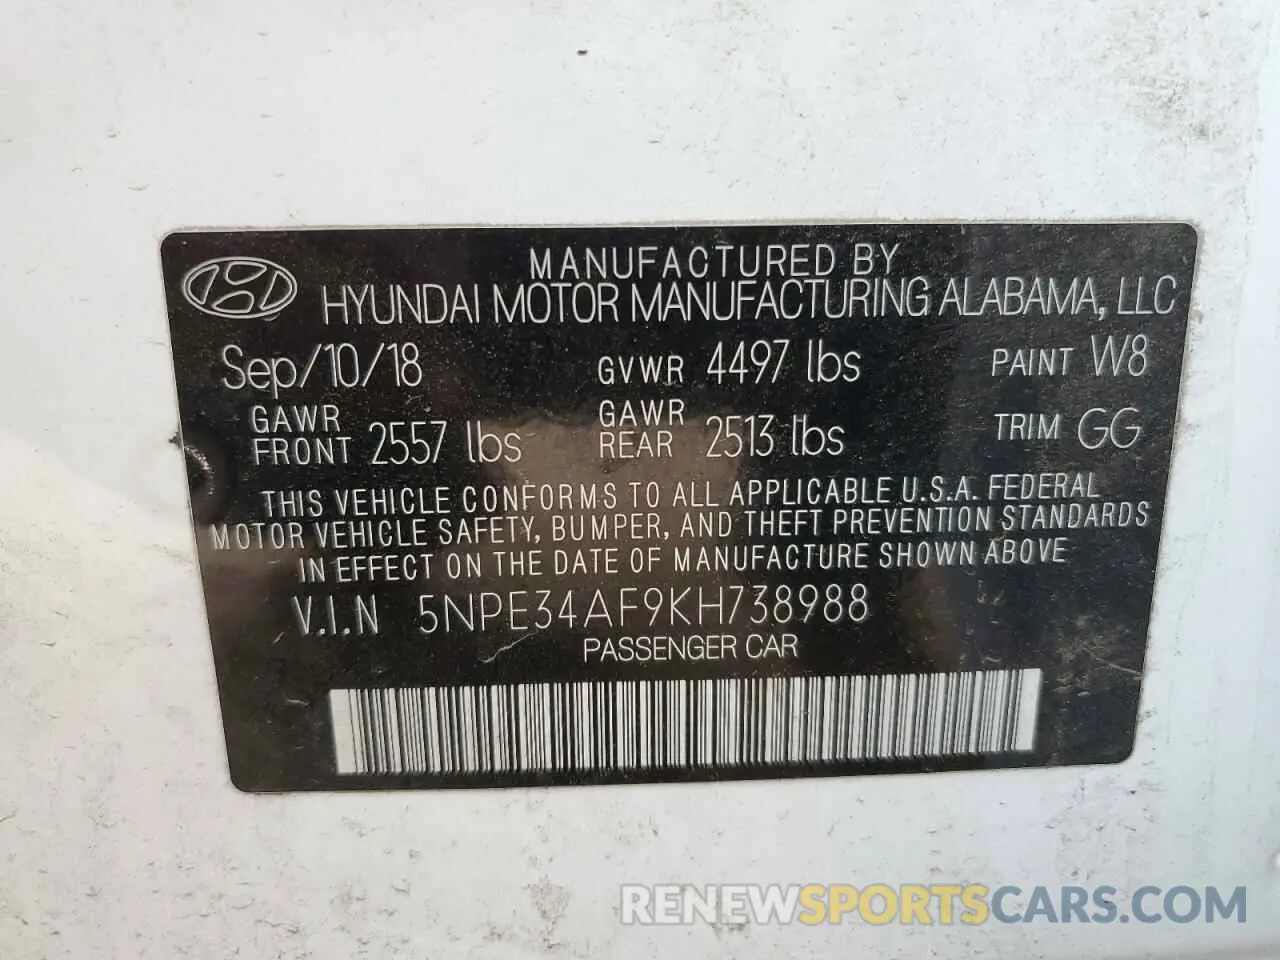 MANUFACTURED BY
HYUNDAI MOTOR MANUFACTURING ALABAMA, LLC
Sep/10/18 GVWR 4497 lbs PAINT W8
GAWR FRONT 2557 lbs GAWR REAR 2513 lbs TRIM GG
THIS VEHICLE CONFORMS TO ALL APPLICABLE U.S.A. FEDERAL
MOTOR VEHICLE SAFETY, BUMPER, AND THEFT PREVENTION STANDARDS
IN EFFECT ON THE DATE OF MANUFACTURE SHOWN ABOVE
V.I.N 5NPE34AF9KH738988
PASSENGER CAR
RENEWSPORTSCARS.COM